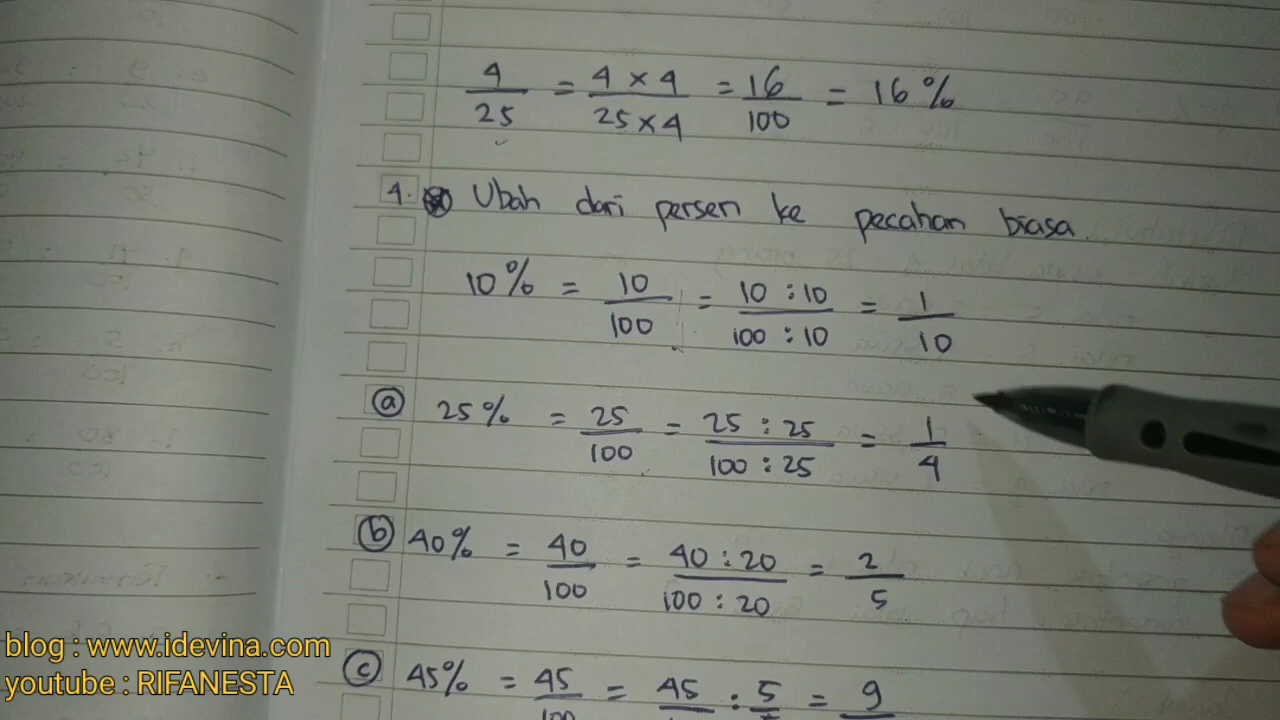 4/25 = 4 × 4/25 × 4 = 16/100 = 16%
4. Ubah dari persen ke pecahan biasa.
10% = 10/100 = 10 : 10/100 : 10 = 1/10
a 25% = 25/100 = 25 : 25/100 : 25 = 1/4
b 40% = 40/100 = 40 : 20/100 : 20 = 2/5
c 45% = 45/100 = 45 : 5 = 9
blog : www.idevina.com
youtube : RIFANESTA